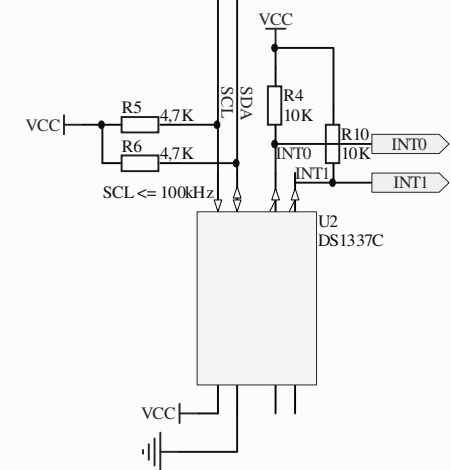 VCC
SCL
SDA
R4
10K
R5
4,7K
VCC
R6
4,7K
R10
10K
INT0
INT0
INT1
INT1
SCL <= 100kHz
U2
DS1337C
VCC